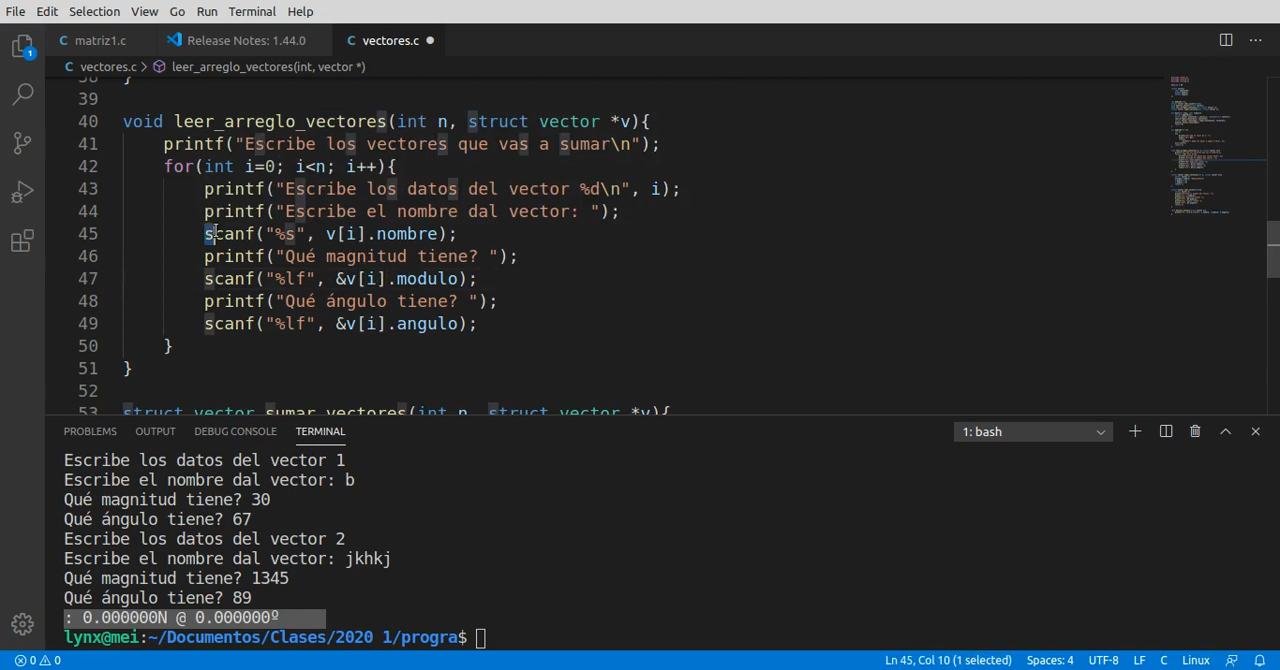 File Edit Selection View Go Run Terminal Help
1 C matriz1.c Release Notes: 1.44.0 C vectores.c ●
C vectores.c > leer_arreglo_vectores(int, vector *)
38 }
39
40 void leer_arreglo_vectores(int n, struct vector *v){
41 printf("Escribe los vectores que vas a sumar\n");
42 for(int i=0; i<n; i++){
43 printf("Escribe los datos del vector %d\n", i);
44 printf("Escribe el nombre dal vector: ");
45 scanf("%s", v[i].nombre);
46 printf("Qué magnitud tiene? ");
47 scanf("%lf", &v[i].modulo);
48 printf("Qué ángulo tiene? ");
49 scanf("%lf", &v[i].angulo);
50 }
51 }
52
53 struct vector sumar_vectores(int n, struct vector *v){
PROBLEMS OUTPUT DEBUG CONSOLE TERMINAL 1: bash
Escribe los datos del vector 1
Escribe el nombre dal vector: b
Qué magnitud tiene? 30
Qué ángulo tiene? 67
Escribe los datos del vector 2
Escribe el nombre dal vector: jkhkj
Qué magnitud tiene? 1345
Qué ángulo tiene? 89
: 0.000000N @ 0.000000º
lynx@mei:~/Documentos/Clases/2020 1/progra$
0 0 Ln 45, Col 10 (1 selected) Spaces: 4 UTF-8 LF C Linux